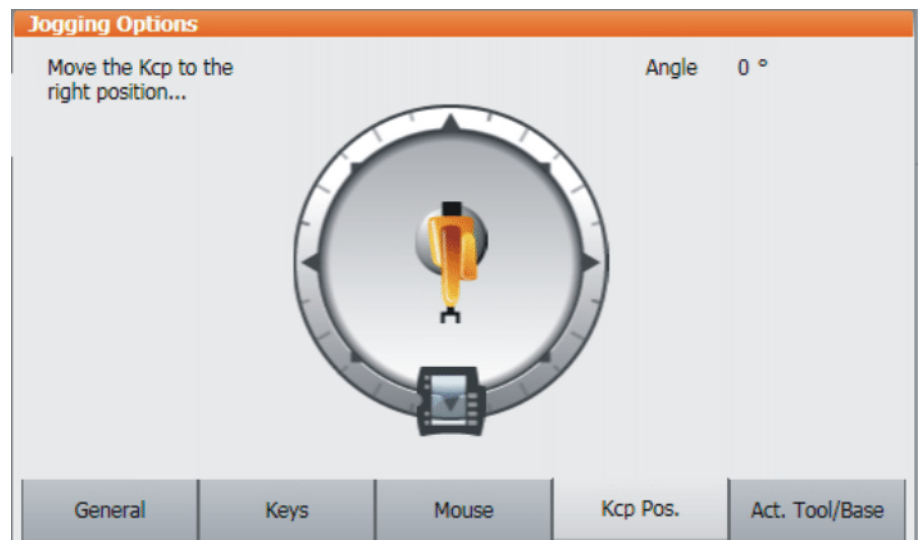 Jogging Options
Move the Kcp to the
right position...
Angle 0 °
General Keys Mouse Kcp Pos. Act. Tool/Base